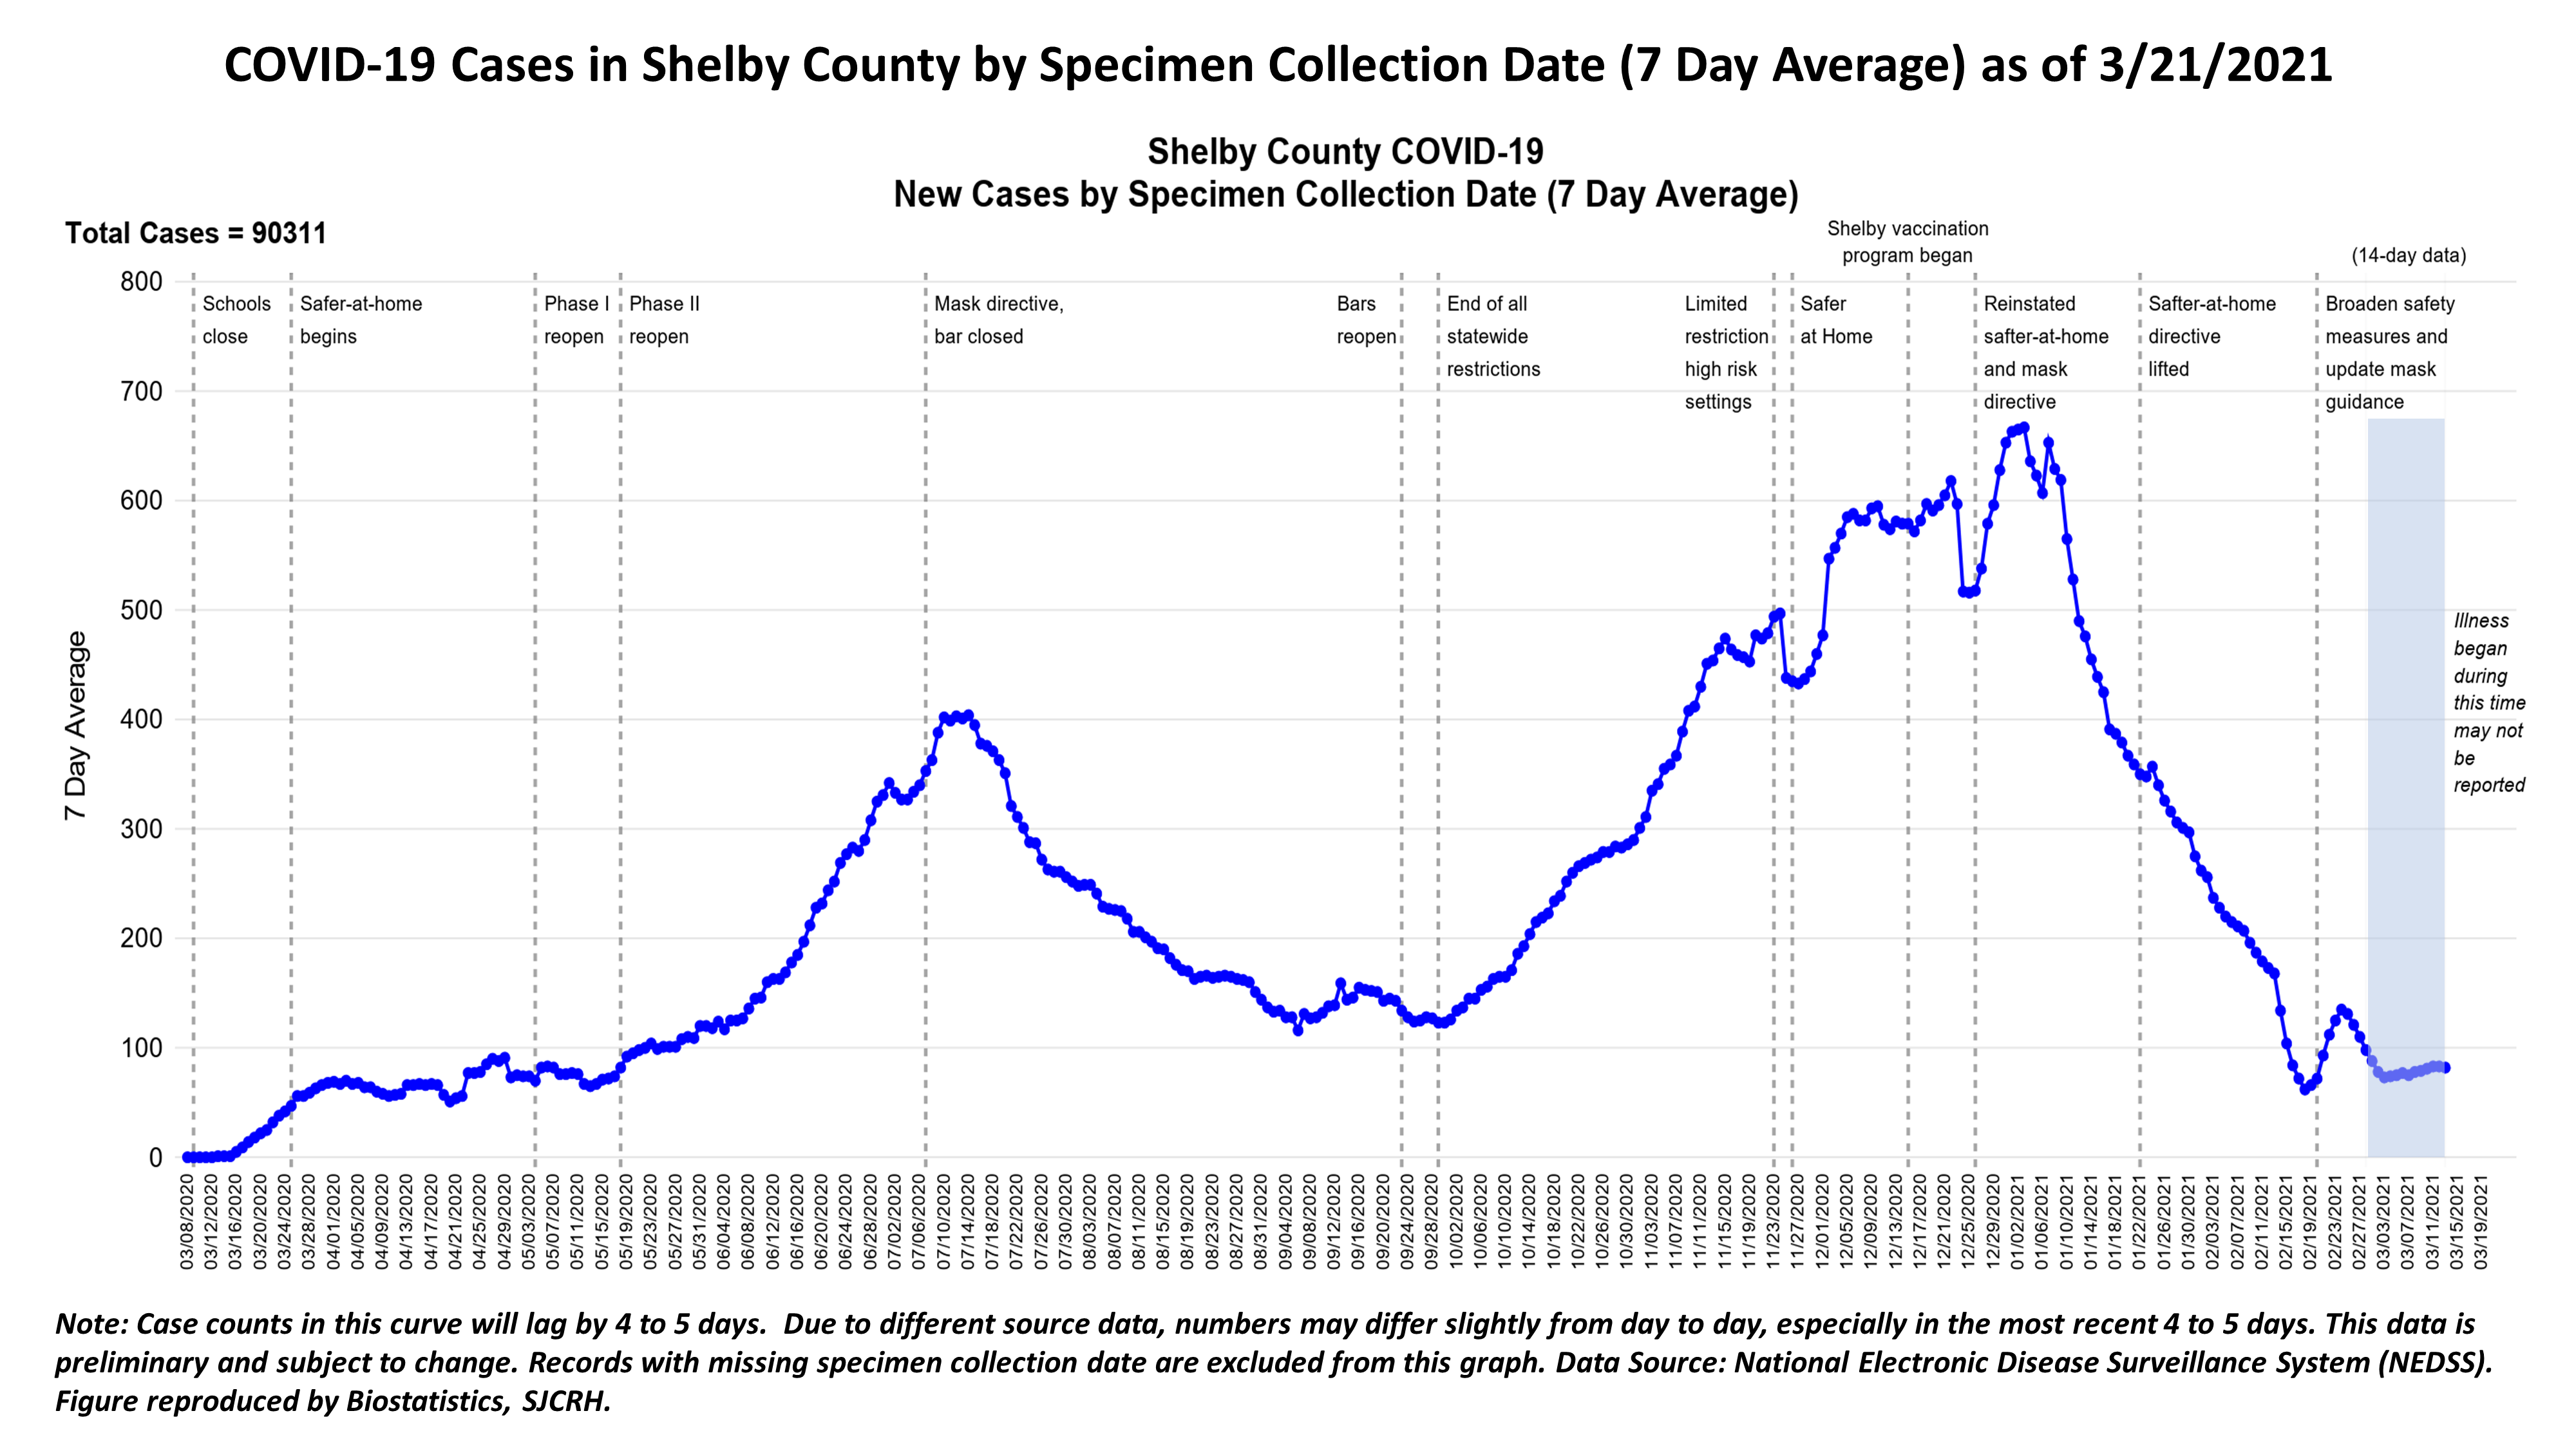 COVID-19 Cases in Shelby County by Specimen Collection Date (7 Day Average) as of 3/21/2021
Shelby County COVID-19
New Cases by Specimen Collection Date (7 Day Average)
Total Cases = 90311
Shelby vaccination
program began
(14-day data)
Schools
close
Safer-at-home
begins
Phase I
reopen
Phase II
reopen
Mask directive,
bar closed
Bars
reopen
End of all
statewide
restrictions
Limited
restriction
high risk
settings
Safer
at Home
Reinstated
safter-at-home
and mask
directive
Safter-at-home
directive
lifted
Broaden safety
measures and
update mask
guidance
Illness
began
during
this time
may not
be
reported
7 Day Average
800
700
600
500
400
300
200
100
0
03/08/2020
03/12/2020
03/16/2020
03/20/2020
03/24/2020
03/28/2020
04/01/2020
04/05/2020
04/09/2020
04/13/2020
04/17/2020
04/21/2020
04/25/2020
04/29/2020
05/03/2020
05/07/2020
05/11/2020
05/15/2020
05/19/2020
05/23/2020
05/27/2020
05/31/2020
06/04/2020
06/08/2020
06/12/2020
06/16/2020
06/20/2020
06/24/2020
06/28/2020
07/02/2020
07/06/2020
07/10/2020
07/14/2020
07/18/2020
07/22/2020
07/26/2020
07/30/2020
08/03/2020
08/07/2020
08/11/2020
08/15/2020
08/19/2020
08/23/2020
08/27/2020
08/31/2020
09/04/2020
09/08/2020
09/12/2020
09/16/2020
09/20/2020
09/24/2020
09/28/2020
10/02/2020
10/06/2020
10/10/2020
10/14/2020
10/18/2020
10/22/2020
10/26/2020
10/30/2020
11/03/2020
11/07/2020
11/11/2020
11/15/2020
11/19/2020
11/23/2020
11/27/2020
12/01/2020
12/05/2020
12/09/2020
12/13/2020
12/17/2020
12/21/2020
12/25/2020
12/29/2020
01/02/2021
01/06/2021
01/10/2021
01/14/2021
01/18/2021
01/22/2021
01/26/2021
01/30/2021
02/03/2021
02/07/2021
02/11/2021
02/15/2021
02/19/2021
02/23/2021
02/27/2021
03/03/2021
03/07/2021
03/11/2021
03/15/2021
03/19/2021
Note: Case counts in this curve will lag by 4 to 5 days.  Due to different source data, numbers may differ slightly from day to day, especially in the most recent 4 to 5 days. This data is
preliminary and subject to change. Records with missing specimen collection date are excluded from this graph. Data Source: National Electronic Disease Surveillance System (NEDSS).
Figure reproduced by Biostatistics, SJCRH.